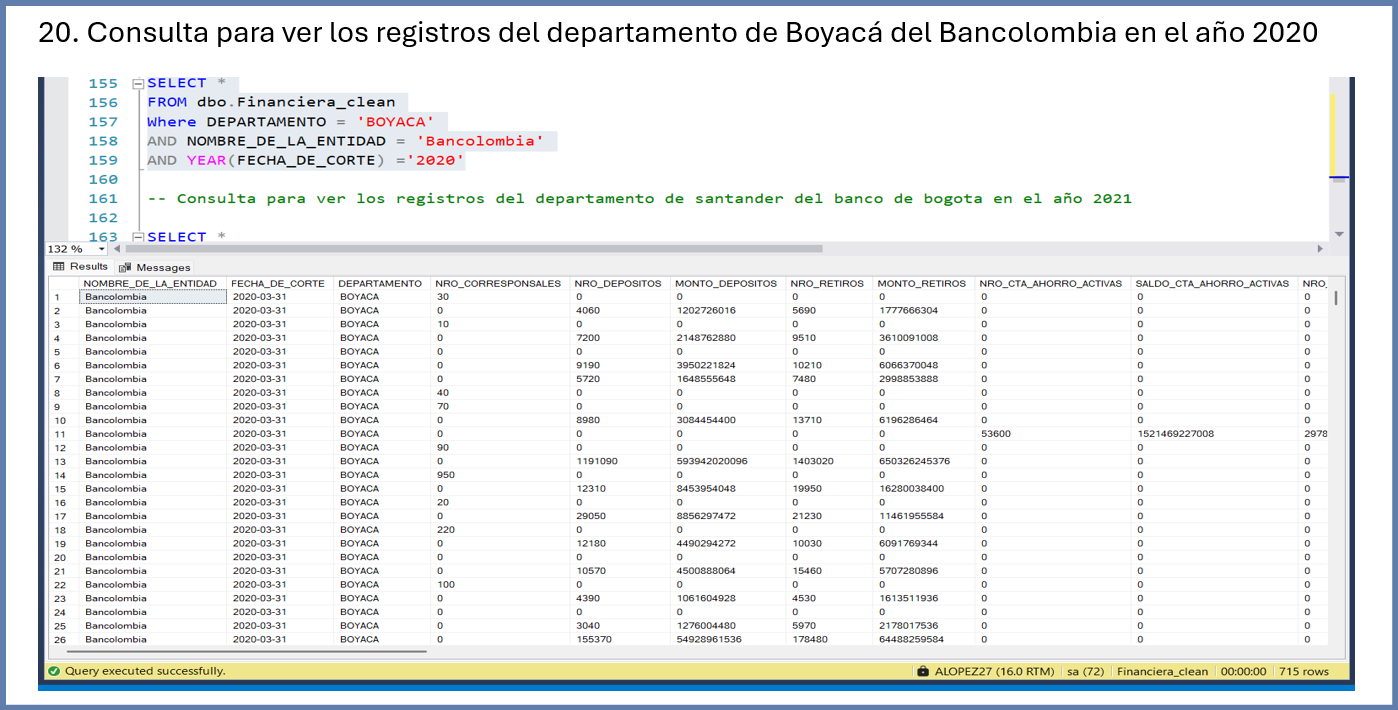 20. Consulta para ver los registros del departamento de Boyacá del Bancolombia en el año 2020
155 SELECT *
156 FROM dbo.Financiera_clean
157 Where DEPARTAMENTO = 'BOYACA'
158 AND NOMBRE_DE_LA_ENTIDAD = 'Bancolombia'
159 AND YEAR(FECHA_DE_CORTE) ='2020'
160
161 -- Consulta para ver los registros del departamento de santander del banco de bogota en el año 2021
162
163 SELECT *
132 %
Results Messages
NOMBRE_DE_LA_ENTIDAD FECHA_DE_CORTE DEPARTAMENTO NRO_CORRESPONSALES NRO_DEPOSITOS MONTO_DEPOSITOS NRO_RETIROS MONTO_RETIROS NRO_CTA_AHORRO_ACTIVAS SALDO_CTA_AHORRO_ACTIVAS NRO_
1 Bancolombia 2020-03-31 BOYACA 30 0 0 0 0 0 0 0
2 Bancolombia 2020-03-31 BOYACA 0 4060 1202726016 5690 1777666304 0 0 0
3 Bancolombia 2020-03-31 BOYACA 10 0 0 0 0 0 0 0
4 Bancolombia 2020-03-31 BOYACA 0 7200 2148762880 9510 3610091008 0 0 0
5 Bancolombia 2020-03-31 BOYACA 0 0 0 0 0 0 0 0
6 Bancolombia 2020-03-31 BOYACA 0 9190 3950221824 10210 6066370048 0 0 0
7 Bancolombia 2020-03-31 BOYACA 0 5720 1648555648 7480 2998853888 0 0 0
8 Bancolombia 2020-03-31 BOYACA 40 0 0 0 0 0 0 0
9 Bancolombia 2020-03-31 BOYACA 70 0 0 0 0 0 0 0
10 Bancolombia 2020-03-31 BOYACA 0 8980 3084454400 13710 6196286464 0 0 0
11 Bancolombia 2020-03-31 BOYACA 0 0 0 0 0 53600 1521469227008 2978
12 Bancolombia 2020-03-31 BOYACA 90 0 0 0 0 0 0 0
13 Bancolombia 2020-03-31 BOYACA 0 1191090 593942020096 1403020 650326245376 0 0 0
14 Bancolombia 2020-03-31 BOYACA 950 0 0 0 0 0 0 0
15 Bancolombia 2020-03-31 BOYACA 0 12310 8453954048 19950 16280038400 0 0 0
16 Bancolombia 2020-03-31 BOYACA 20 0 0 0 0 0 0 0
17 Bancolombia 2020-03-31 BOYACA 0 29050 8856297472 21230 11461955584 0 0 0
18 Bancolombia 2020-03-31 BOYACA 220 0 0 0 0 0 0 0
19 Bancolombia 2020-03-31 BOYACA 0 12180 4490294272 10030 6091769344 0 0 0
20 Bancolombia 2020-03-31 BOYACA 0 0 0 0 0 0 0 0
21 Bancolombia 2020-03-31 BOYACA 0 10570 4500888064 15460 5707280896 0 0 0
22 Bancolombia 2020-03-31 BOYACA 100 0 0 0 0 0 0 0
23 Bancolombia 2020-03-31 BOYACA 0 4390 1061604928 4530 1613511936 0 0 0
24 Bancolombia 2020-03-31 BOYACA 0 0 0 0 0 0 0 0
25 Bancolombia 2020-03-31 BOYACA 0 3040 1276004480 5970 2178017536 0 0 0
26 Bancolombia 2020-03-31 BOYACA 0 155370 54928961536 178480 64488259584 0 0 0
Query executed successfully. ALOPEZ27 (16.0 RTM) sa (72) Financiera_clean 00:00:00 715 rows